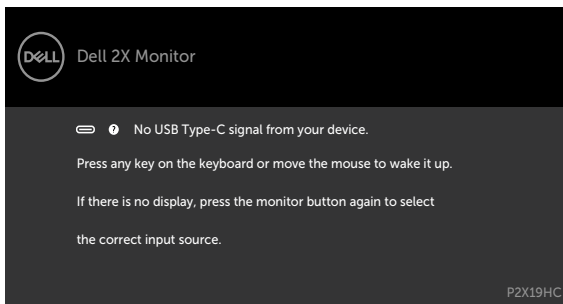 DELL
Dell 2X Monitor
? No USB Type-C signal from your device.
Press any key on the keyboard or move the mouse to wake it up.
If there is no display, press the monitor button again to select
the correct input source.
P2X19HC